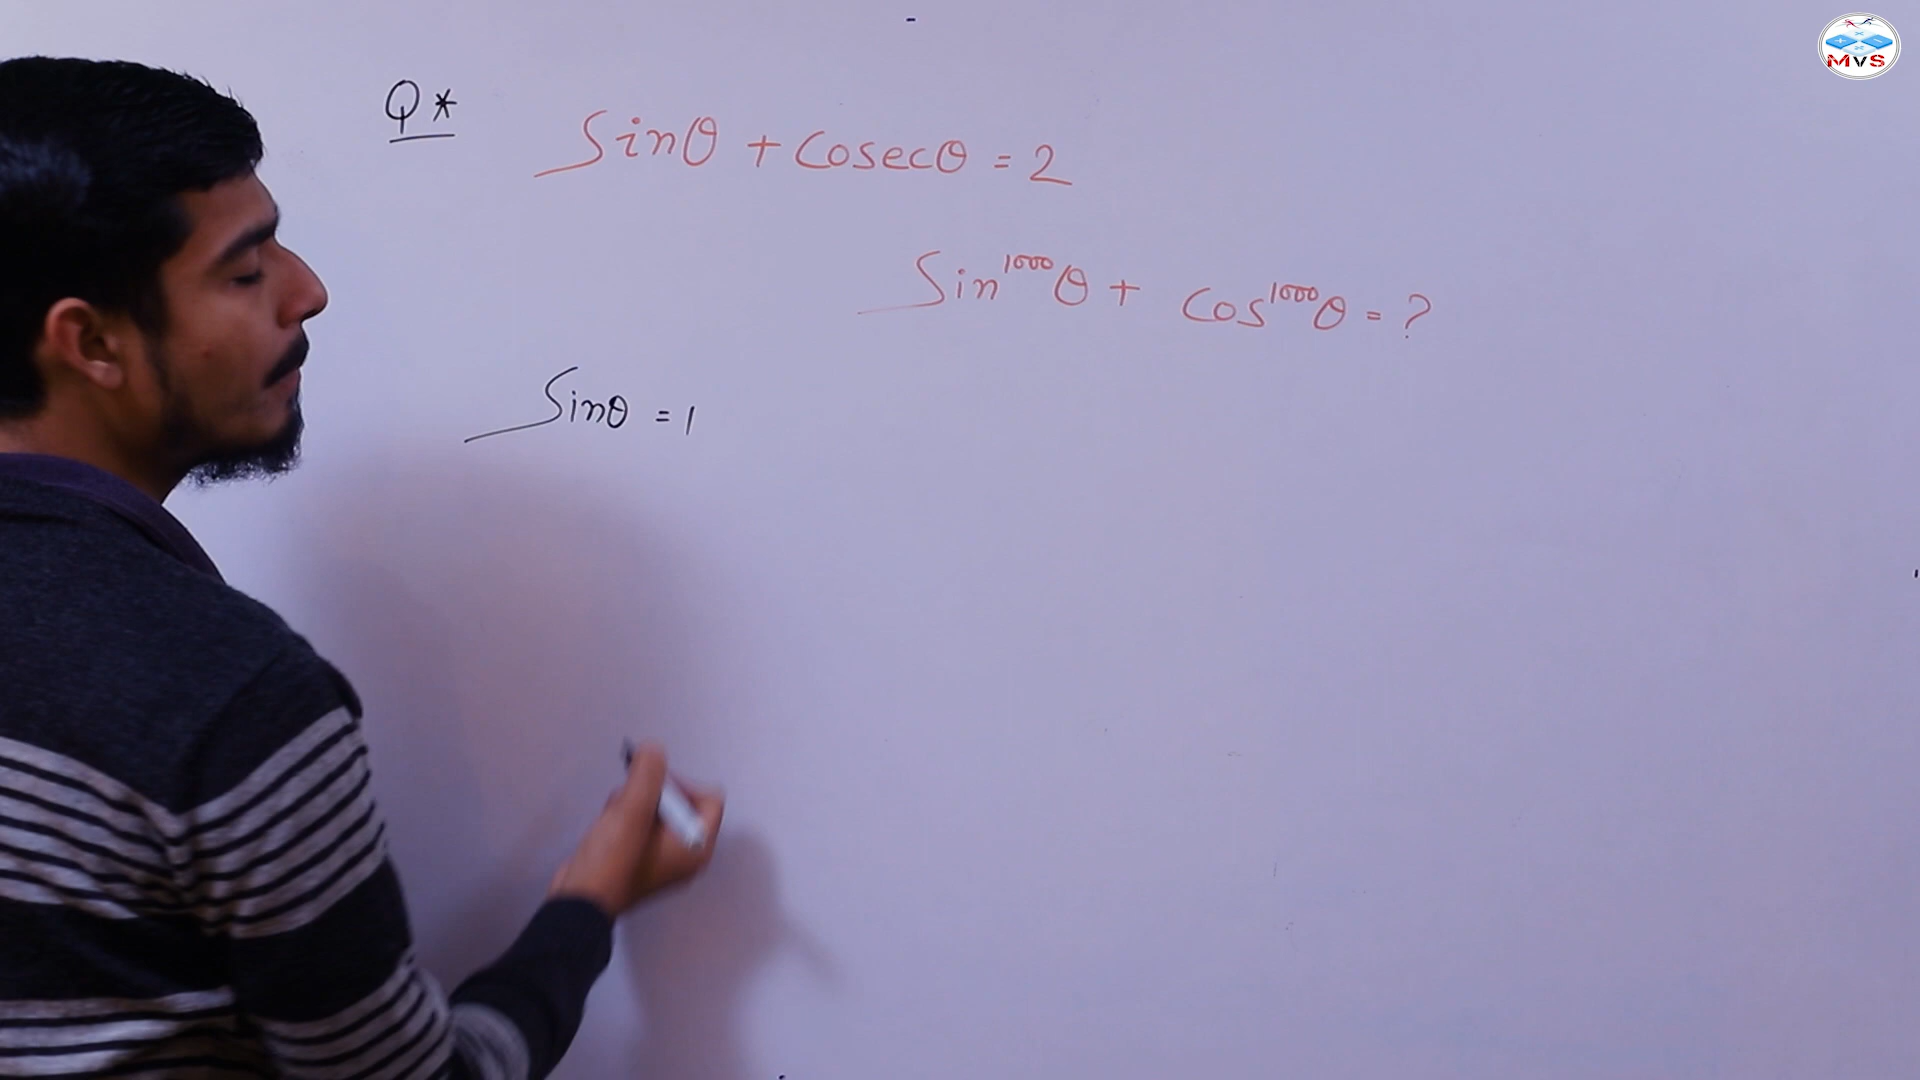 Q*
Sinθ + Cosecθ = 2
Sin¹⁰⁰⁰θ + Cos¹⁰⁰⁰θ = ?
Sinθ = 1
MVS